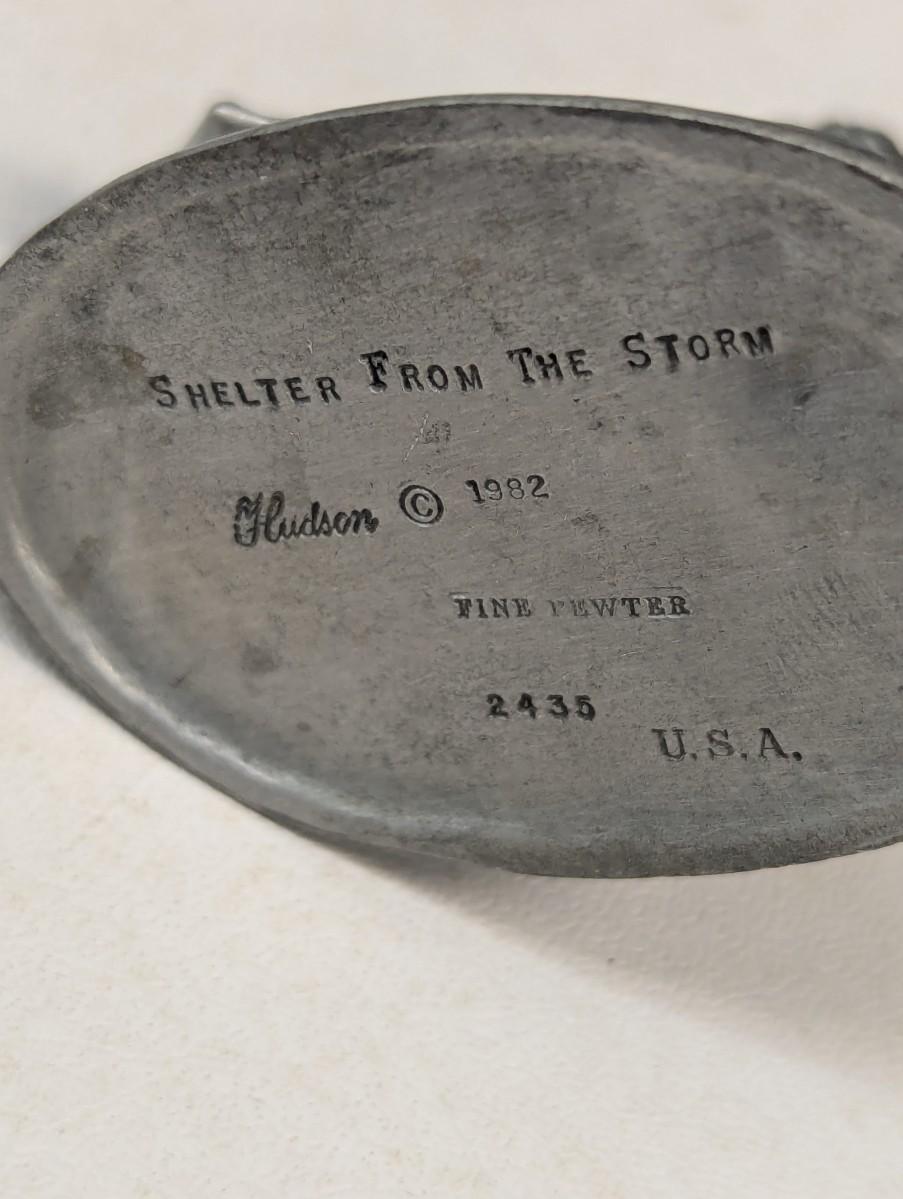 SHELTER FROM THE STORM
Hudson © 1982
FINE PEWTER
2435
U.S.A.